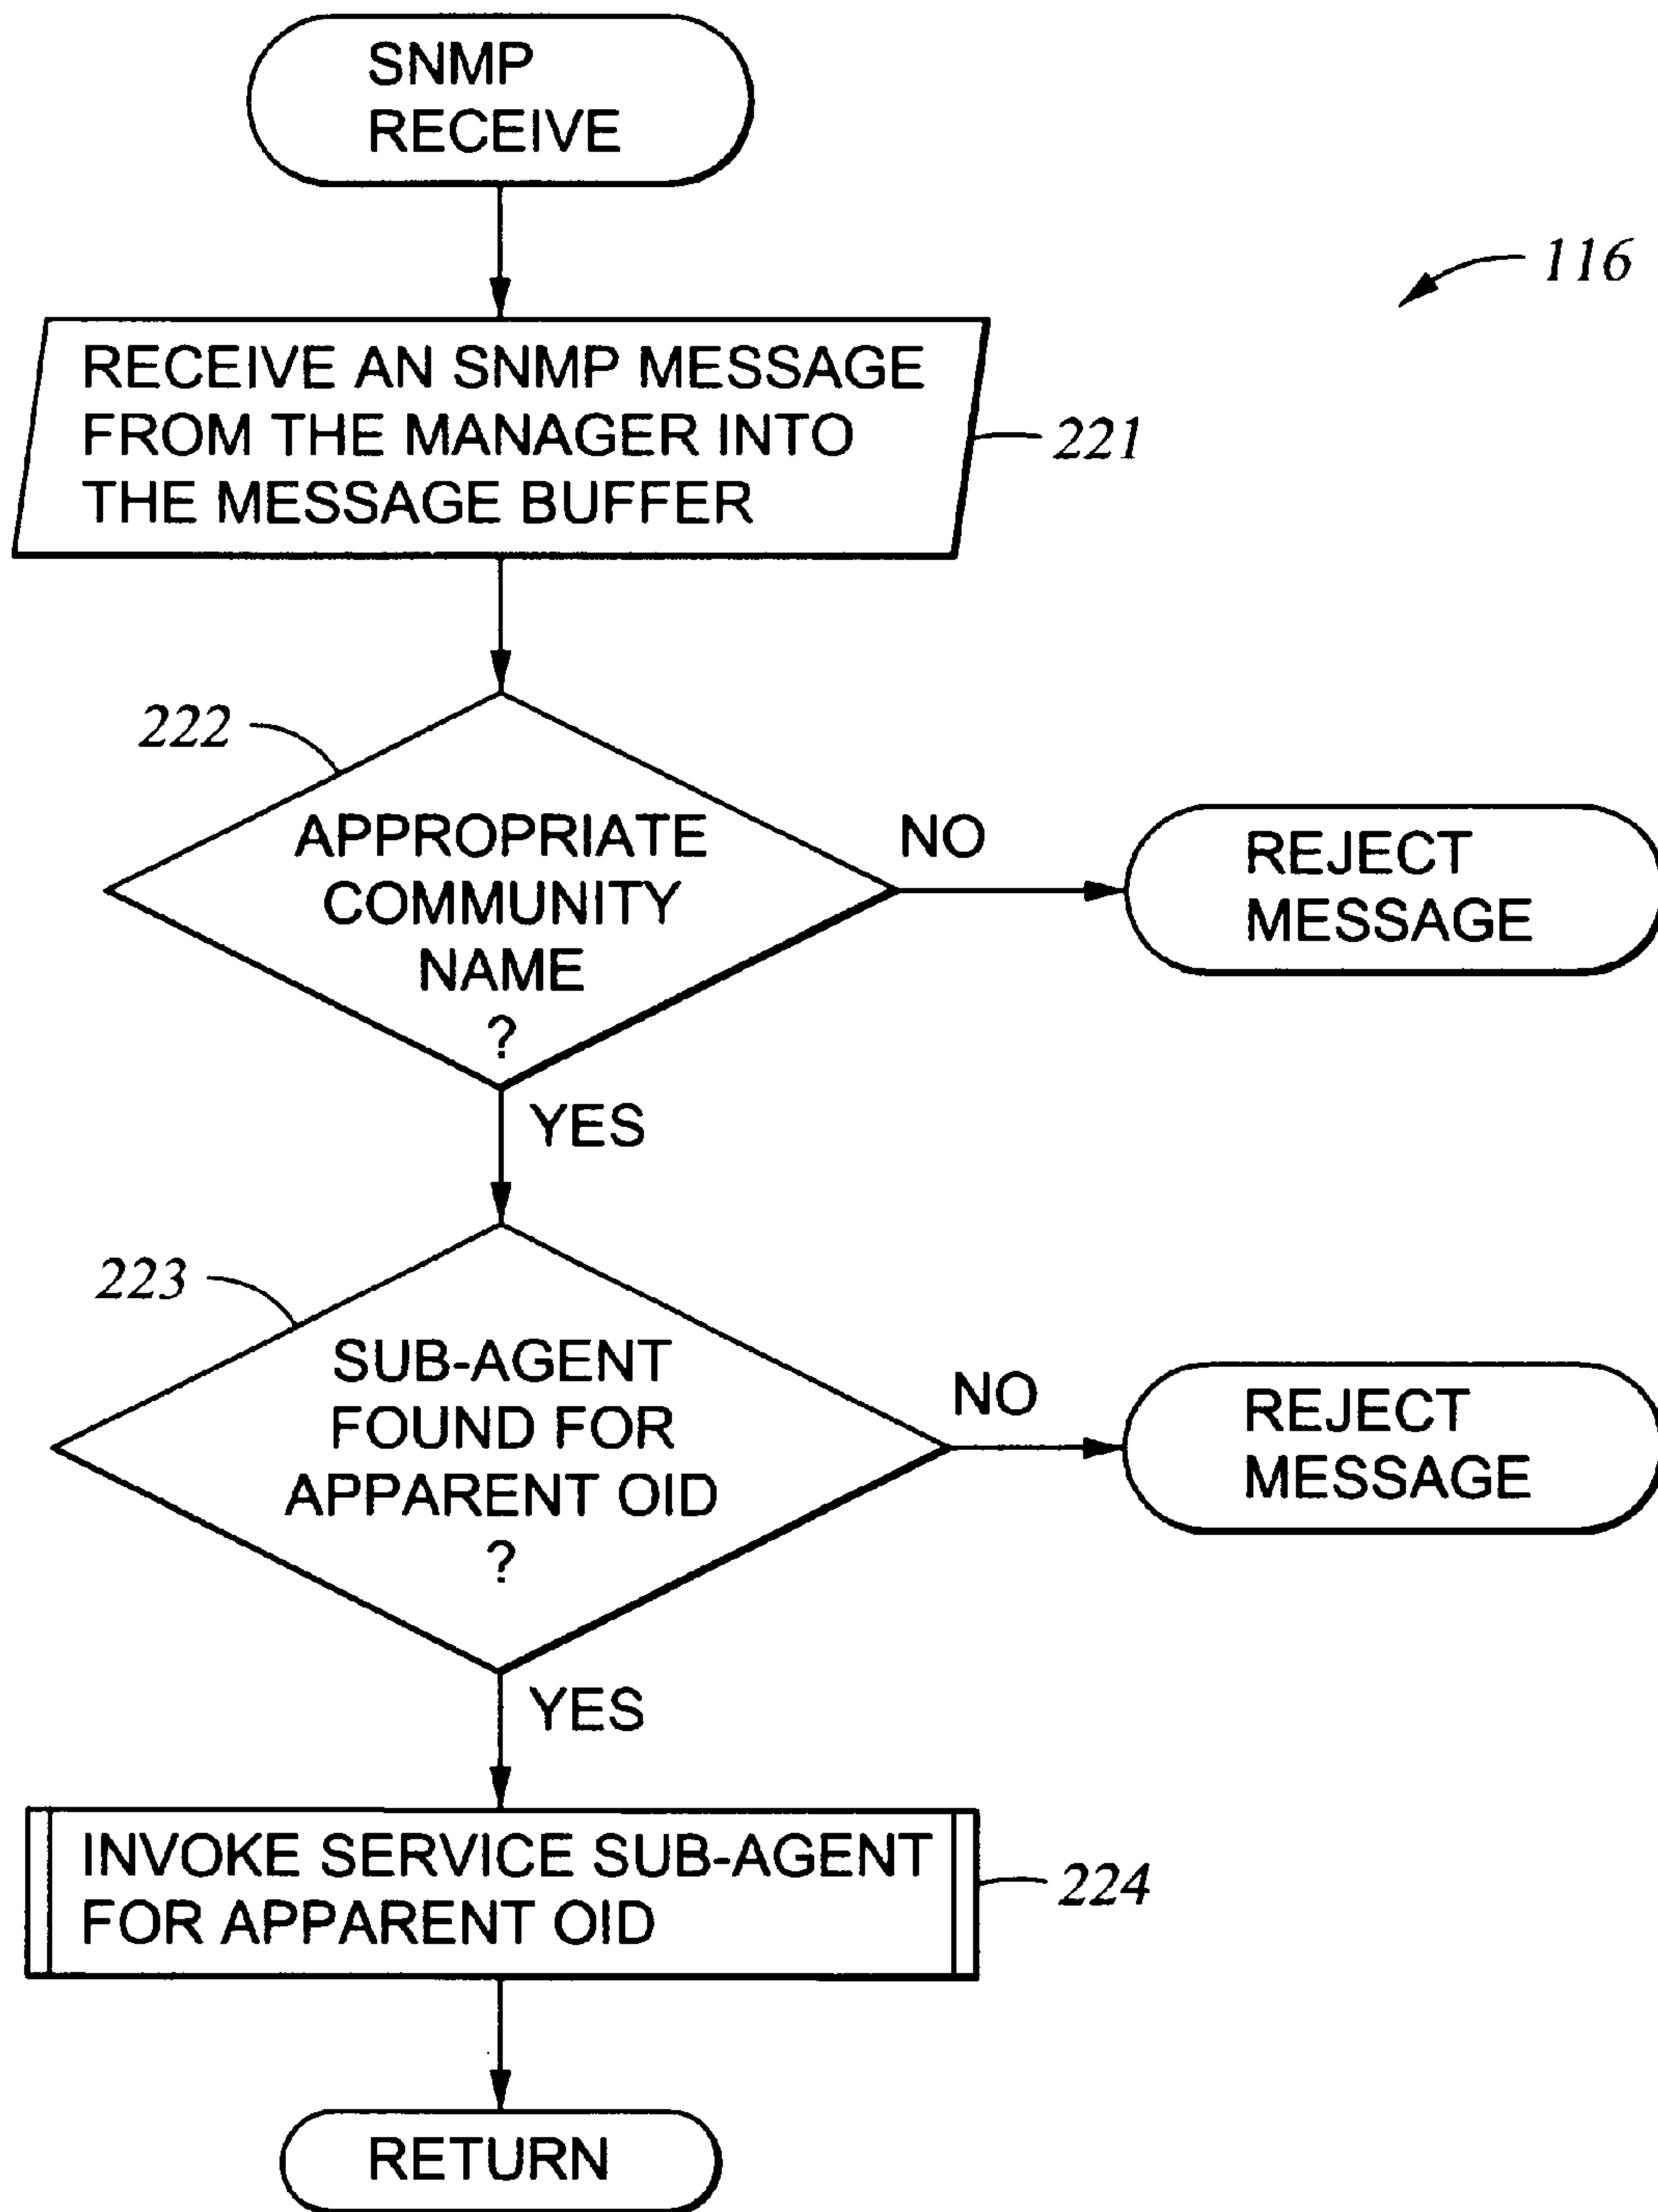 SNMP
RECEIVE
116
RECEIVE AN SNMP MESSAGE
FROM THE MANAGER INTO
THE MESSAGE BUFFER
221
222
APPROPRIATE
COMMUNITY
NAME
?
NO
REJECT
MESSAGE
YES
223
SUB-AGENT
FOUND FOR
APPARENT OID
?
NO
REJECT
MESSAGE
YES
INVOKE SERVICE SUB-AGENT
FOR APPARENT OID
224
RETURN